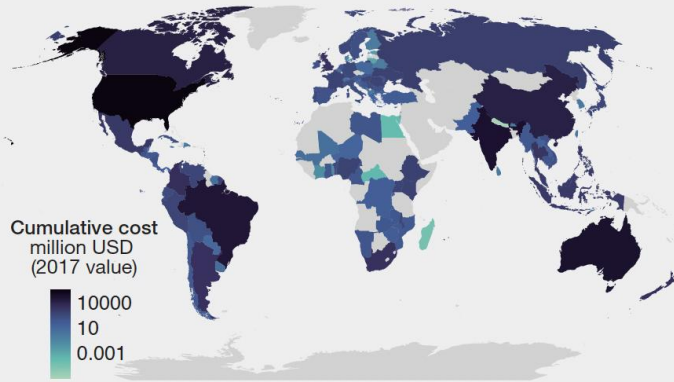 Cumulative cost
million USD
(2017 value)
10000
10
0.001